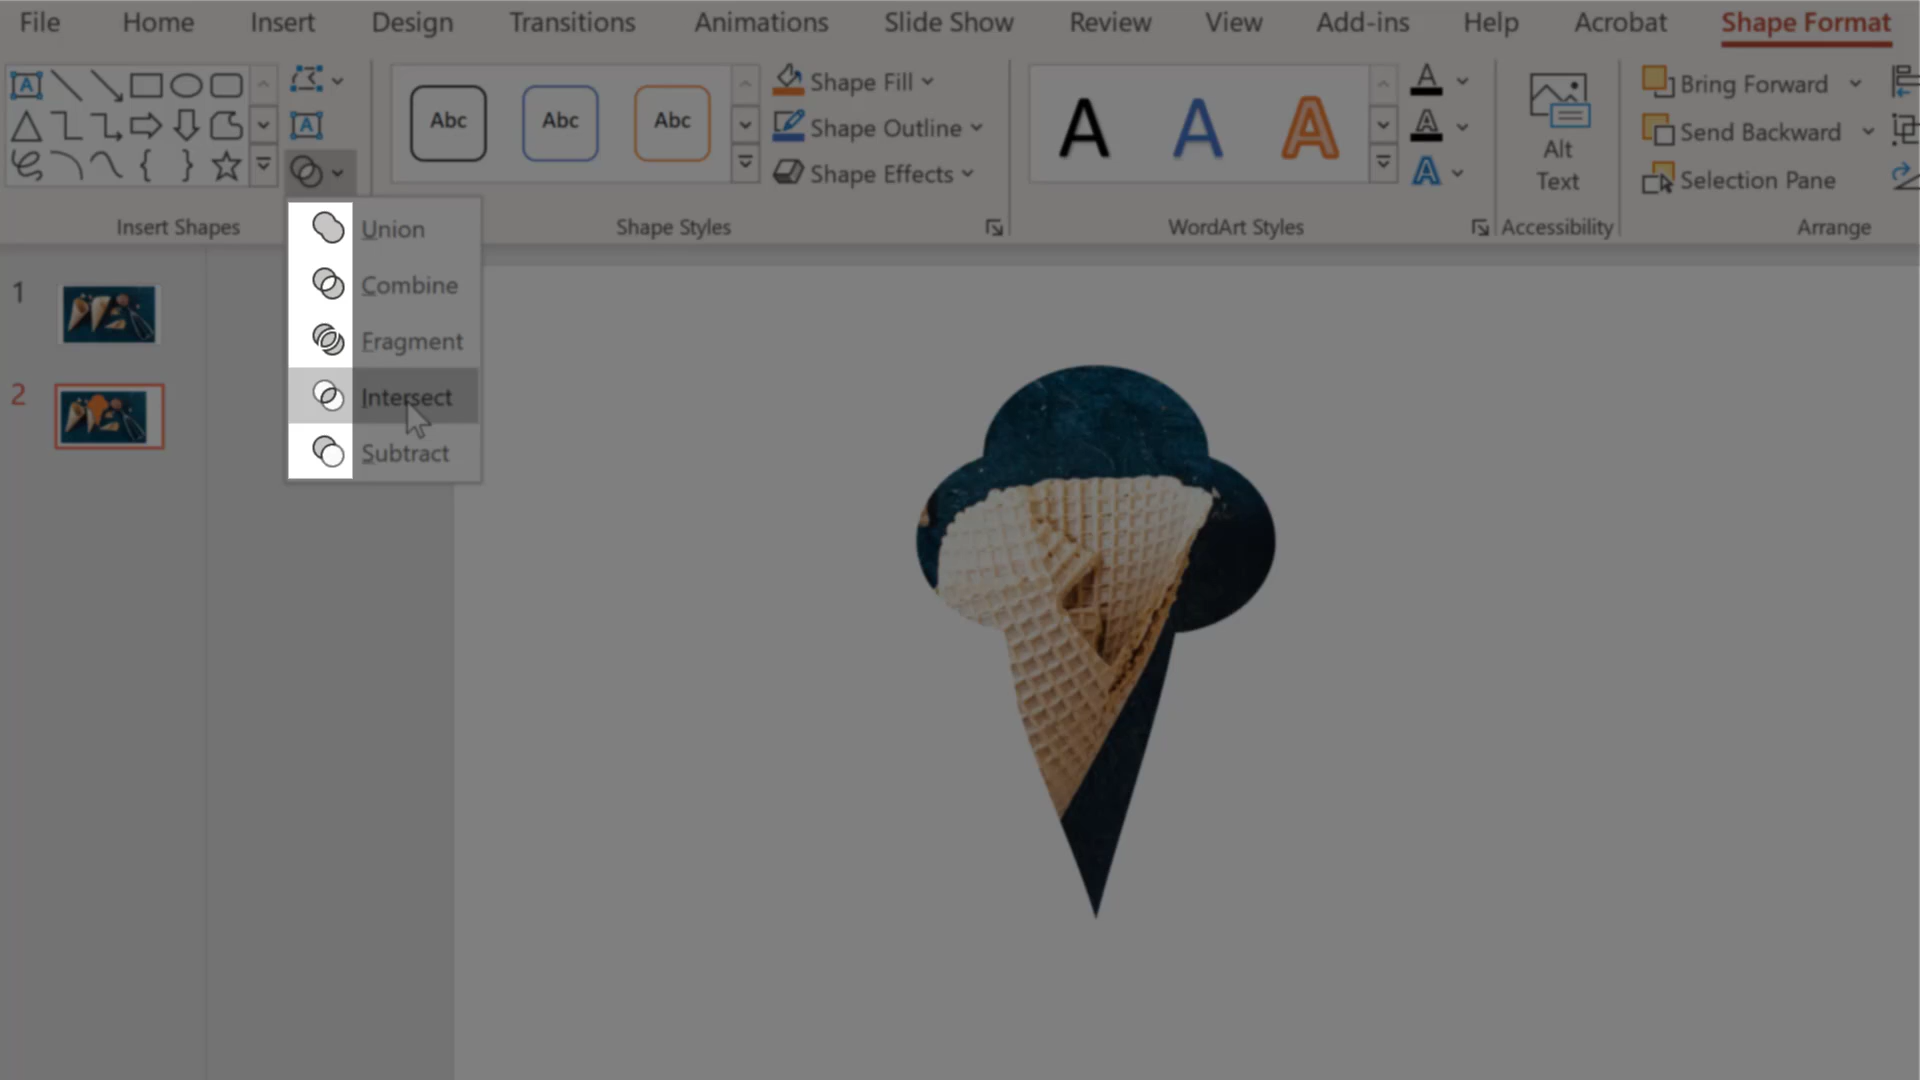 File Home Insert Design Transitions Animations Slide Show Review View Add-ins Help Acrobat Shape Format
A
A
Abc Abc Abc
Shape Fill
Shape Outline
Shape Effects
A A A
A
A
A
Alt
Text
Bring Forward
Send Backward
Selection Pane
Insert Shapes Shape Styles WordArt Styles Accessibility Arrange
Union
Combine
Fragment
Intersect
Subtract
1
2